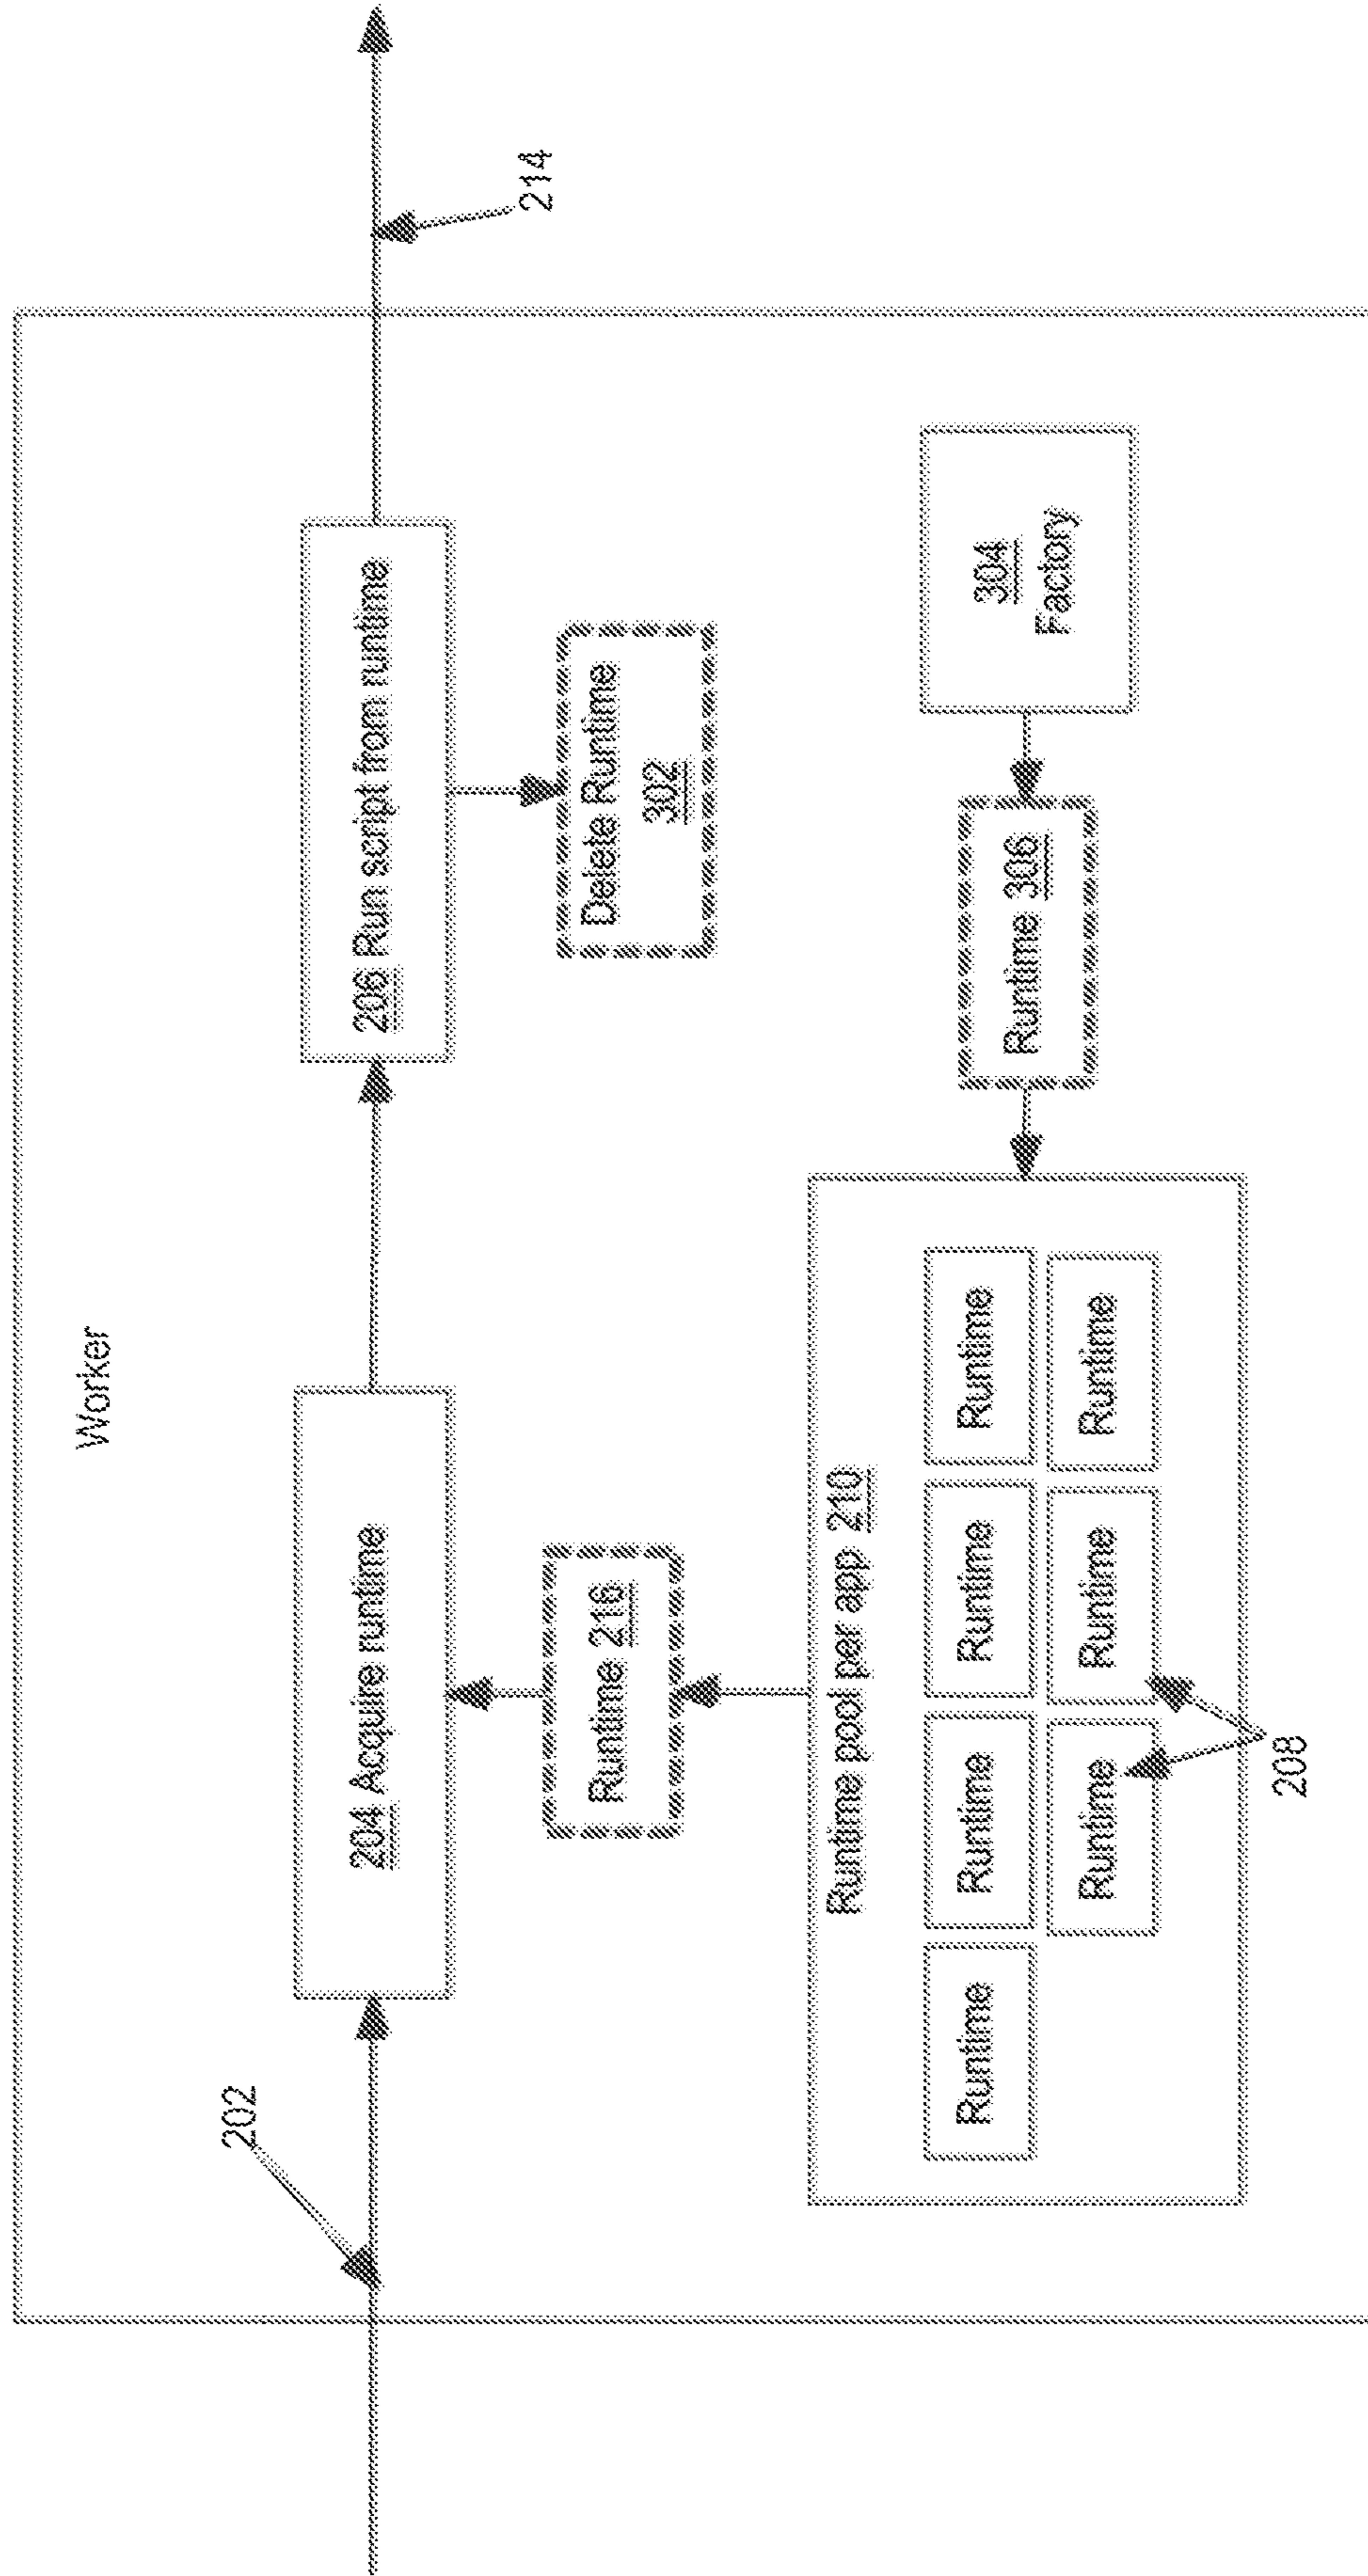 Worker
202
204 Acquire runtime
206 Run script from runtime
214
Runtime 216
Delete Runtime
302
Runtime pool per app 210
Runtime
Runtime
Runtime
Runtime
Runtime
Runtime
Runtime
208
Runtime 306
304
Factory